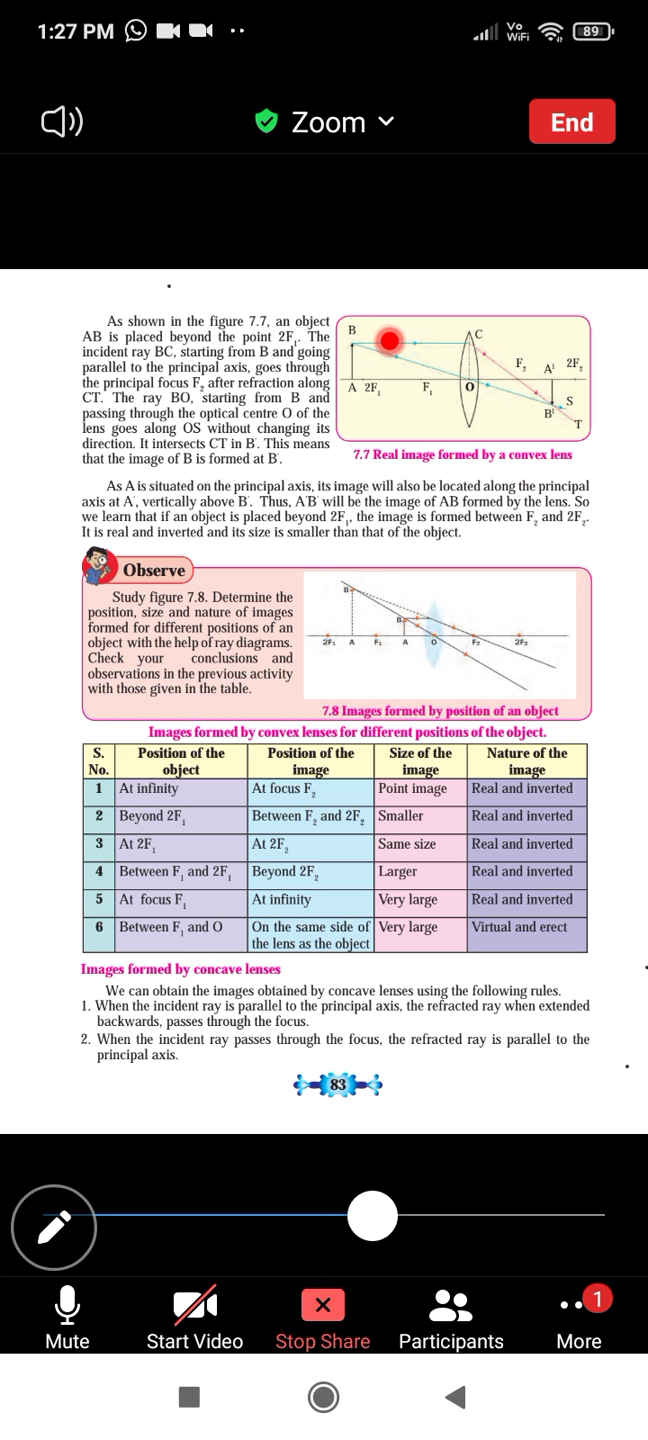 1:27 PM
Vo
WiFi
89
Zoom
End
As shown in the figure 7.7, an object
AB is placed beyond the point 2F₁. The
incident ray BC, starting from B and going
parallel to the principal axis, goes through
the principal focus F₂ after refraction along
CT. The ray BO, starting from B and
passing through the optical centre O of the
lens goes along OS without changing its
direction. It intersects CT in B'. This means
that the image of B is formed at B'.
B
C
F₂ A' 2F₂
A 2F₁ F₁ O
S
B'
T
7.7 Real image formed by a convex lens
As A is situated on the principal axis, its image will also be located along the principal
axis at A', vertically above B'. Thus, A'B' will be the image of AB formed by the lens. So
we learn that if an object is placed beyond 2F₁, the image is formed between F₂ and 2F₂.
It is real and inverted and its size is smaller than that of the object.
Observe
Study figure 7.8. Determine the
position, size and nature of images
formed for different positions of an
object with the help of ray diagrams.
Check your conclusions and
observations in the previous activity
with those given in the table.
B'
B
2F₁ A' F₁ A O F₂ 2F₂
7.8 Images formed by position of an object
Images formed by convex lenses for different positions of the object.
S. No. Position of the object Position of the image Size of the image Nature of the image
1 At infinity At focus F₂ Point image Real and inverted
2 Beyond 2F₁ Between F₂ and 2F₂ Smaller Real and inverted
3 At 2F₁ At 2F₂ Same size Real and inverted
4 Between F₁ and 2F₁ Beyond 2F₂ Larger Real and inverted
5 At focus F₁ At infinity Very large Real and inverted
6 Between F₁ and O On the same side of the lens as the object Very large Virtual and erect
Images formed by concave lenses
We can obtain the images obtained by concave lenses using the following rules.
1. When the incident ray is parallel to the principal axis, the refracted ray when extended
backwards, passes through the focus.
2. When the incident ray passes through the focus, the refracted ray is parallel to the
principal axis.
83
1
Mute Start Video Stop Share Participants More